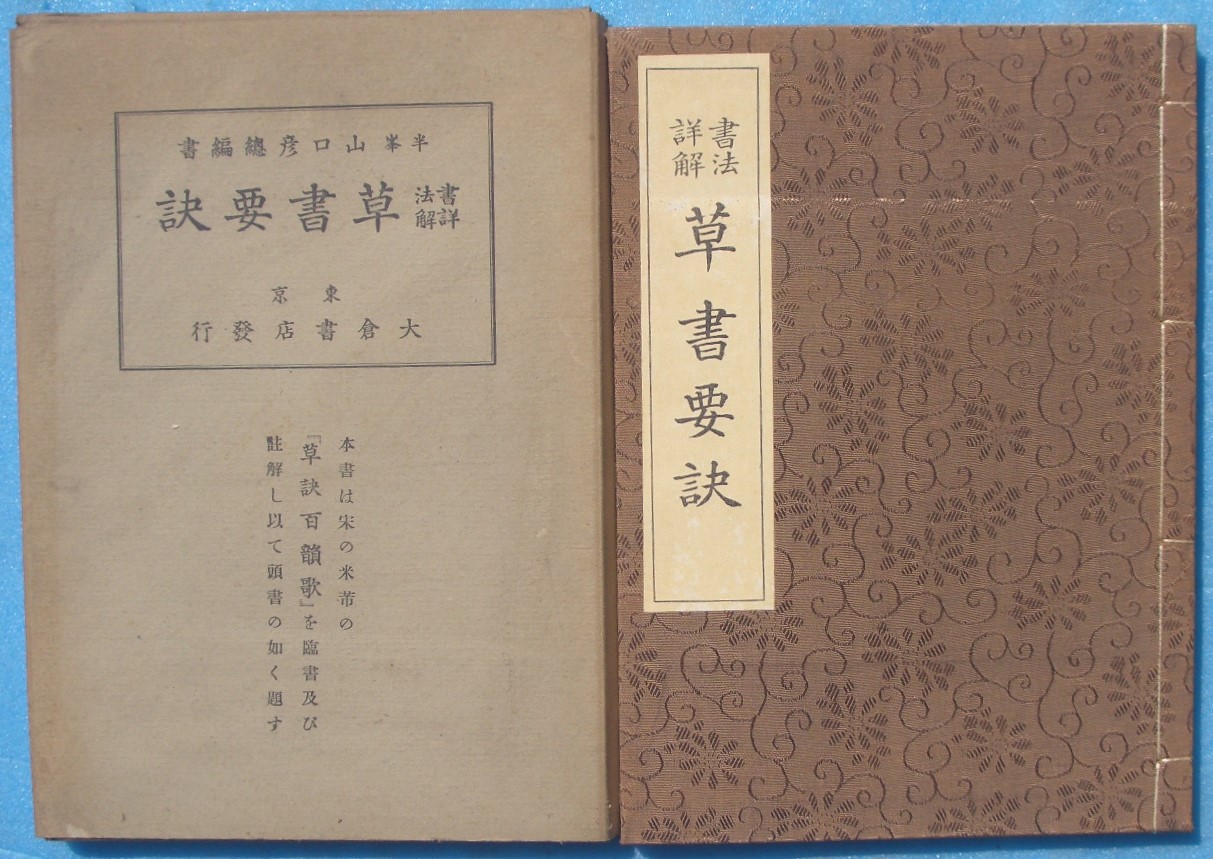 半峯 山口彦總編書
書法
詳解
草書要訣
東京
大倉書店發行
本書は宋の米芾の
『草訣百韻歌』を臨書及び
註解し以て頭書の如く題す
書法
詳解
草書要訣